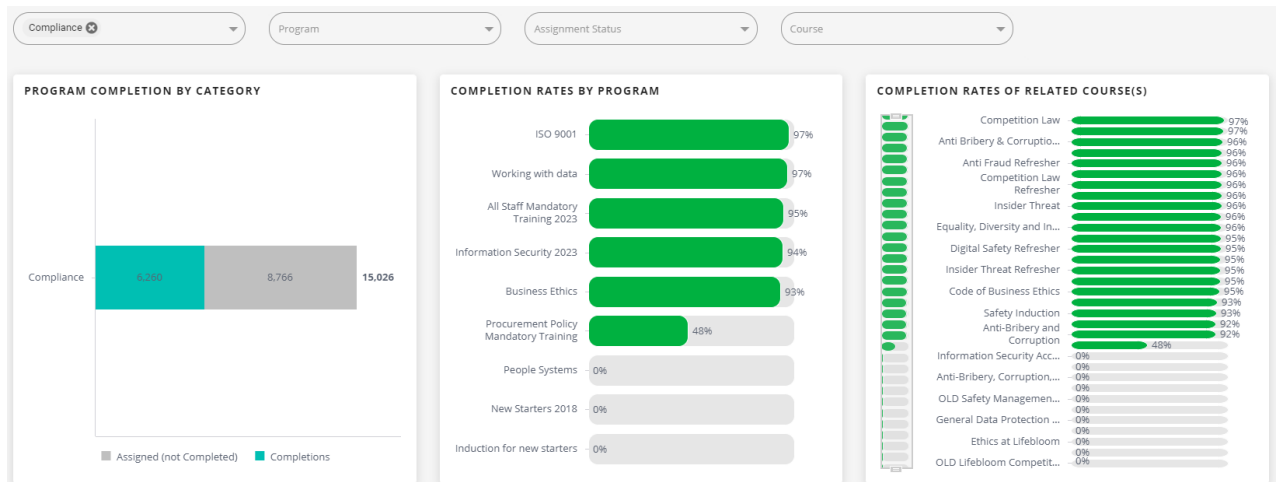 Compliance
Program
Assignment Status
Course
PROGRAM COMPLETION BY CATEGORY
Compliance
6,260
8,766
15,026
Assigned (not Completed)
Completions
COMPLETION RATES BY PROGRAM
ISO 9001
97%
Working with data
97%
All Staff Mandatory
Training 2023
95%
Information Security 2023
94%
Business Ethics
93%
Procurement Policy
Mandatory Training
48%
People Systems
0%
New Starters 2018
0%
Induction for new starters
0%
COMPLETION RATES OF RELATED COURSE(S)
Competition Law
97%
97%
Anti Bribery & Corruptio...
96%
96%
Anti Fraud Refresher
96%
Competition Law
Refresher
96%
96%
96%
Insider Threat
96%
96%
Equality, Diversity and In...
96%
95%
Digital Safety Refresher
95%
95%
Insider Threat Refresher
95%
95%
Code of Business Ethics
95%
93%
Safety Induction
93%
Anti-Bribery and
Corruption
92%
92%
48%
Information Security Acc...
0%
0%
Anti-Bribery, Corruption,...
0%
0%
OLD Safety Managemen...
0%
0%
General Data Protection ...
0%
0%
Ethics at Lifebloom
0%
0%
OLD Lifebloom Competit...
0%